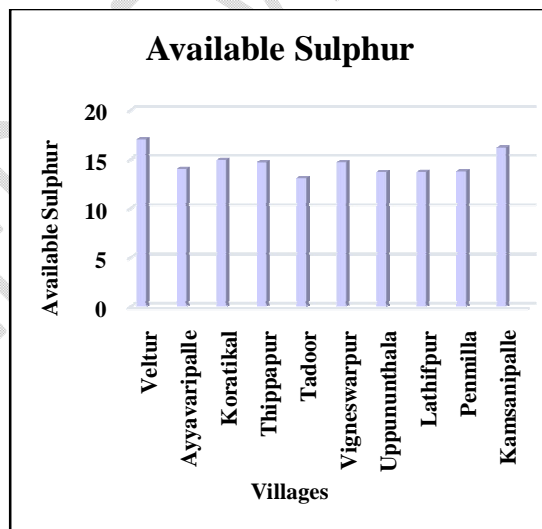 Available Sulphur
Available Sulphur
20
15
10
5
0
Veltur
Ayyavaripalle
Koratikal
Thippapur
Tadoor
Vigneswarpur
Uppununthala
Lathifpur
Penmilla
Kamsanipalle
Villages